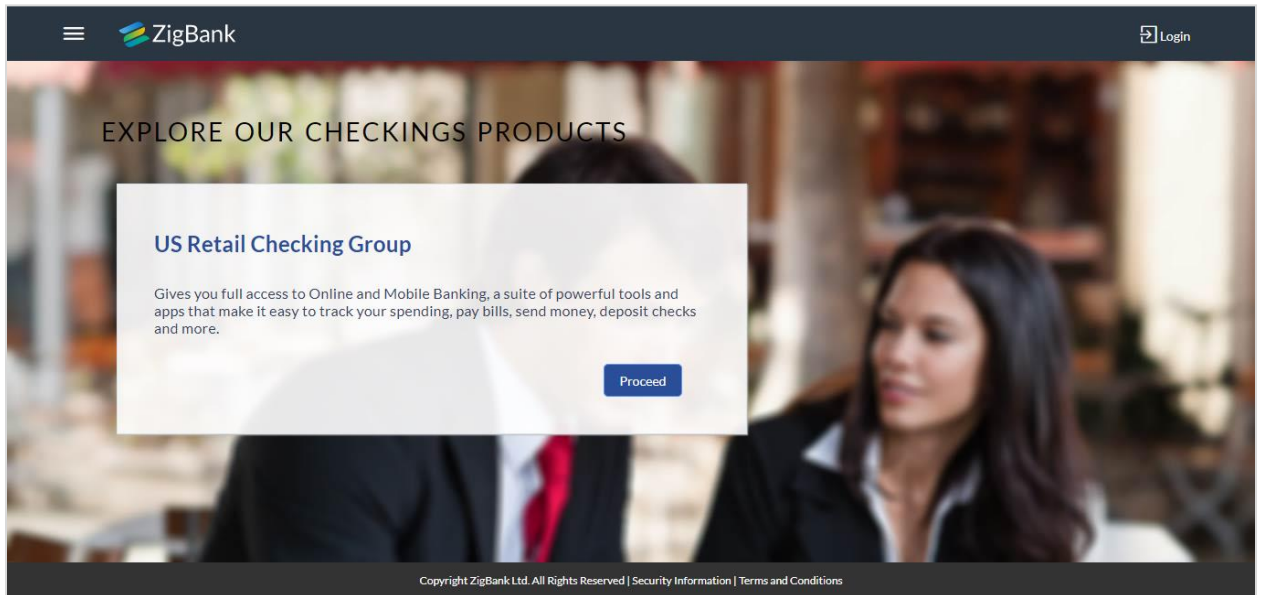 ZigBank
Login
EXPLORE OUR CHECKINGS PRODUCTS
US Retail Checking Group
Gives you full access to Online and Mobile Banking, a suite of powerful tools and
apps that make it easy to track your spending, pay bills, send money, deposit checks
and more.
Proceed
Copyright ZigBank Ltd. All Rights Reserved | Security Information | Terms and Conditions